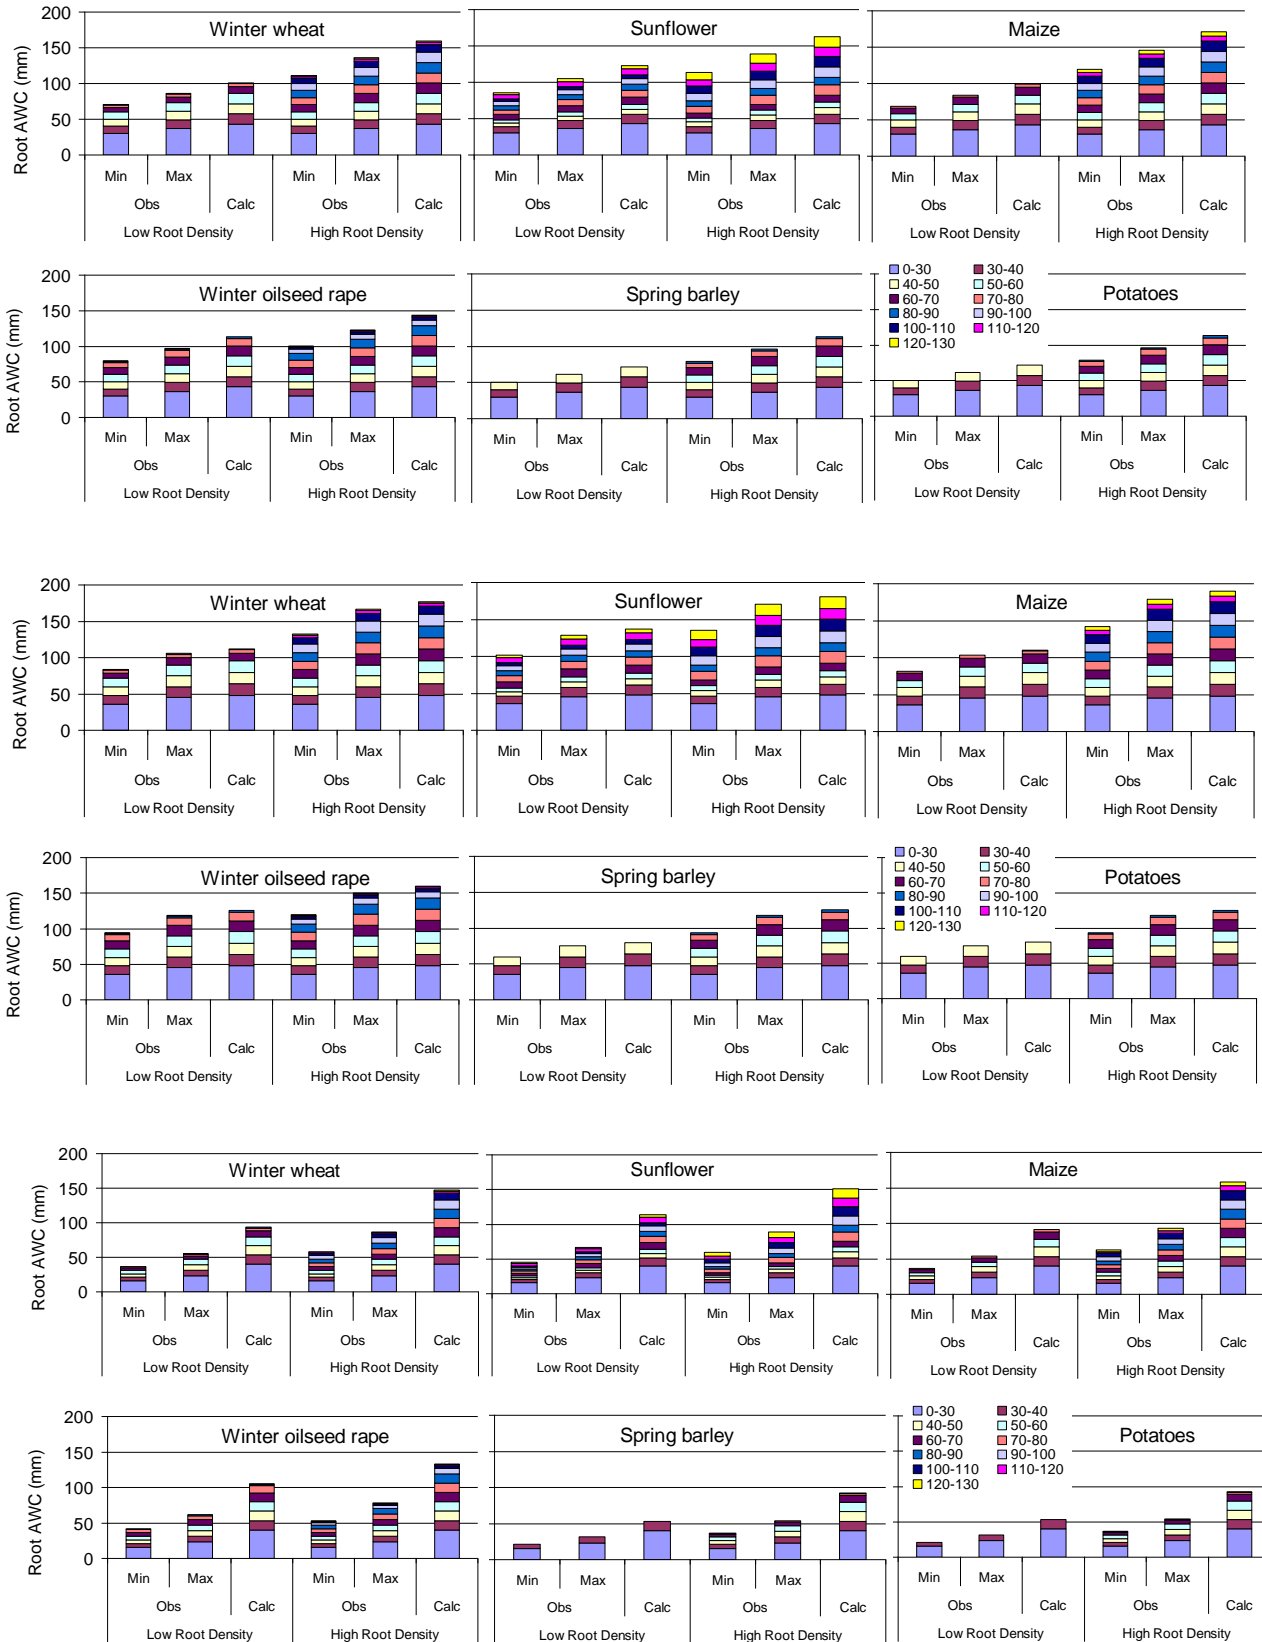 200
150
100
50
0
Root AWC (mm)
Winter wheat
Sunflower
Maize
Min Max Min Max Min Max Min Max Min Max Min Max
Obs Calc Obs Calc Obs Calc Obs Calc Obs Calc Obs Calc
Low Root Density High Root Density Low Root Density High Root Density Low Root Density High Root Density
200
150
100
50
0
Root AWC (mm)
Winter oilseed rape
Spring barley
Potatoes
0-30 30-40
40-50 50-60
60-70 70-80
80-90 90-100
100-110 110-120
120-130
Min Max Min Max Min Max Min Max Min Max Min Max
Obs Calc Obs Calc Obs Calc Obs Calc Obs Calc Obs Calc
Low Root Density High Root Density Low Root Density High Root Density Low Root Density High Root Density
200
150
100
50
0
Root AWC (mm)
Winter wheat
Sunflower
Maize
Min Max Min Max Min Max Min Max Min Max Min Max
Obs Calc Obs Calc Obs Calc Obs Calc Obs Calc Obs Calc
Low Root Density High Root Density Low Root Density High Root Density Low Root Density High Root Density
200
150
100
50
0
Root AWC (mm)
Winter oilseed rape
Spring barley
Potatoes
0-30 30-40
40-50 50-60
60-70 70-80
80-90 90-100
100-110 110-120
120-130
Min Max Min Max Min Max Min Max Min Max Min Max
Obs Calc Obs Calc Obs Calc Obs Calc Obs Calc Obs Calc
Low Root Density High Root Density Low Root Density High Root Density Low Root Density High Root Density
200
150
100
50
0
Root AWC (mm)
Winter wheat
Sunflower
Maize
Min Max Min Max Min Max Min Max Min Max Min Max
Obs Calc Obs Calc Obs Calc Obs Calc Obs Calc Obs Calc
Low Root Density High Root Density Low Root Density High Root Density Low Root Density High Root Density
200
150
100
50
0
Root AWC (mm)
Winter oilseed rape
Spring barley
Potatoes
0-30 30-40
40-50 50-60
60-70 70-80
80-90 90-100
100-110 110-120
120-130
Min Max Min Max Min Max Min Max Min Max Min Max
Obs Calc Obs Calc Obs Calc Obs Calc Obs Calc Obs Calc
Low Root Density High Root Density Low Root Density High Root Density Low Root Density High Root Density